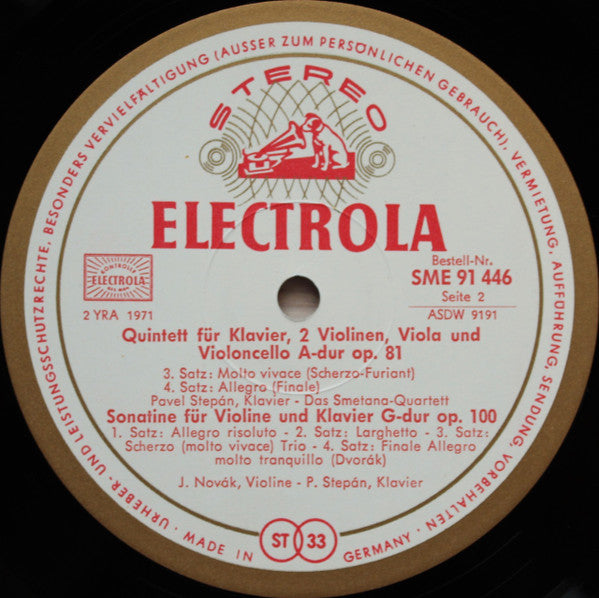 URHEBER- UND LEISTUNGSSCHUTZRECHTE, BESONDERS VERVIELFÄLTIGUNG (AUSSER ZUM PERSÖNLICHEN GEBRAUCH), VERMIETUNG, AUFFÜHRUNG, SENDUNG, VORBEHALTEN ·
STEREO
ELECTROLA
Bestell-Nr.
SME 91 446
Seite 2
ASDW 9191
KONTROLLE
ELECTROLA
2 YRA 1971
Quintett für Klavier, 2 Violinen, Viola und
Violoncello A-dur op. 81
3. Satz: Molto vivace (Scherzo-Furiant)
4. Satz: Allegro (Finale)
Pavel Stepán, Klavier - Das Smetana-Quartett
Sonatine für Violine und Klavier G-dur op. 100
1. Satz: Allegro risoluto - 2. Satz: Larghetto - 3. Satz:
Scherzo (molto vivace) Trio - 4. Satz: Finale Allegro
molto tranquillo (Dvorák)
J. Novák, Violine - P. Stepán, Klavier
MADE IN
ST 33
GERMANY ·